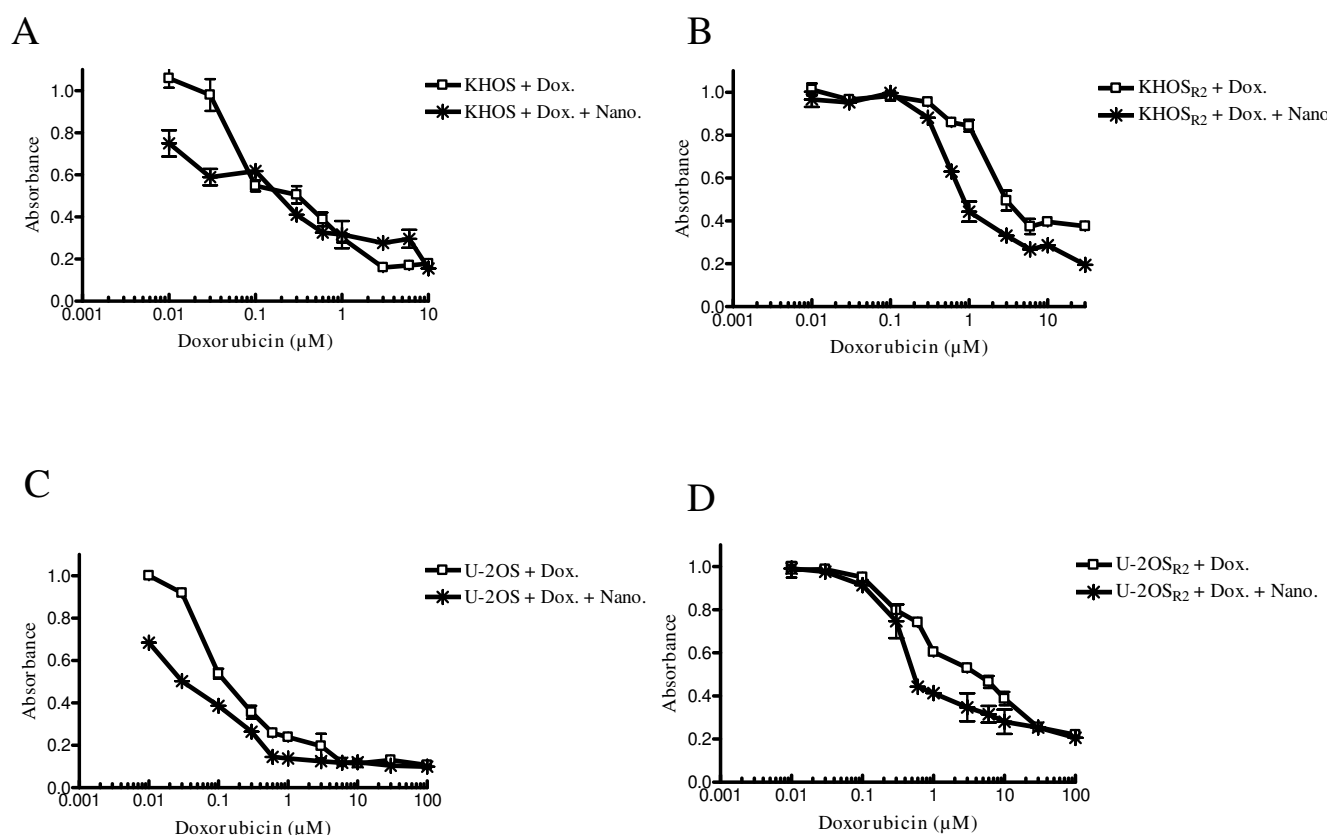 A
KHOS + Dox.
KHOS + Dox. + Nano.
Absorbance
1.0
0.8
0.6
0.4
0.2
0.0
0.001 0.01 0.1 1 10
Doxorubicin (µM)
B
KHOSR2 + Dox.
KHOSR2 + Dox. + Nano.
Absorbance
1.0
0.8
0.6
0.4
0.2
0.0
0.001 0.01 0.1 1 10
Doxorubicin (µM)
C
U-2OS + Dox.
U-2OS + Dox. + Nano.
Absorbance
1.0
0.8
0.6
0.4
0.2
0.0
0.001 0.01 0.1 1 10 100
Doxorubicin (µM)
D
U-2OSR2 + Dox.
U-2OSR2 + Dox. + Nano.
Absorbance
1.0
0.8
0.6
0.4
0.2
0.0
0.001 0.01 0.1 1 10 100
Doxorubicin (µM)